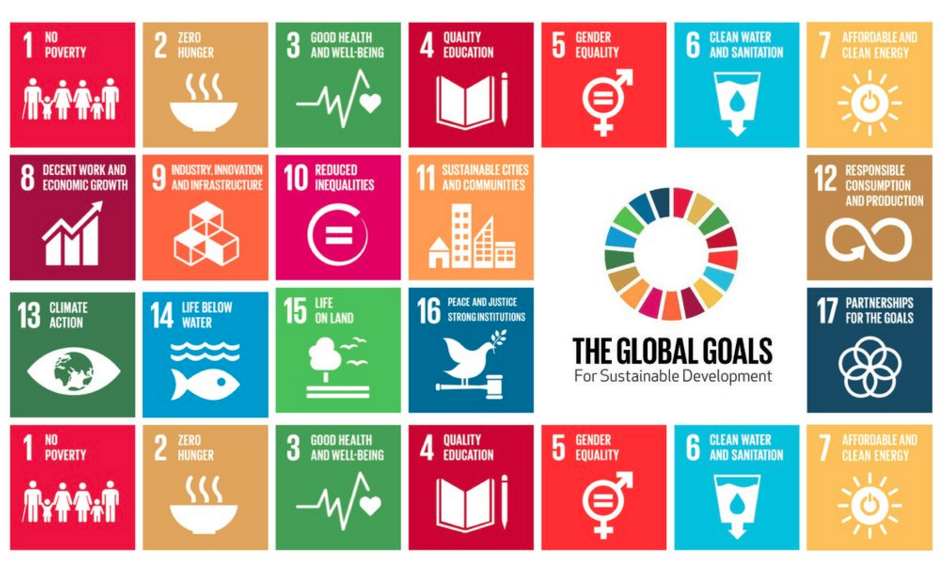 1 NO
POVERTY
2 ZERO
HUNGER
3 GOOD HEALTH
AND WELL-BEING
4 QUALITY
EDUCATION
5 GENDER
EQUALITY
6 CLEAN WATER
AND SANITATION
7 AFFORDABLE AND
CLEAN ENERGY
8 DECENT WORK AND
ECONOMIC GROWTH
9 INDUSTRY, INNOVATION
AND INFRASTRUCTURE
10 REDUCED
INEQUALITIES
11 SUSTAINABLE CITIES
AND COMMUNITIES
12 RESPONSIBLE
CONSUMPTION
AND PRODUCTION
13 CLIMATE
ACTION
14 LIFE BELOW
WATER
15 LIFE
ON LAND
16 PEACE AND JUSTICE
STRONG INSTITUTIONS
THE GLOBAL GOALS
For Sustainable Development
17 PARTNERSHIPS
FOR THE GOALS
1 NO
POVERTY
2 ZERO
HUNGER
3 GOOD HEALTH
AND WELL-BEING
4 QUALITY
EDUCATION
5 GENDER
EQUALITY
6 CLEAN WATER
AND SANITATION
7 AFFORDABLE AND
CLEAN ENERGY